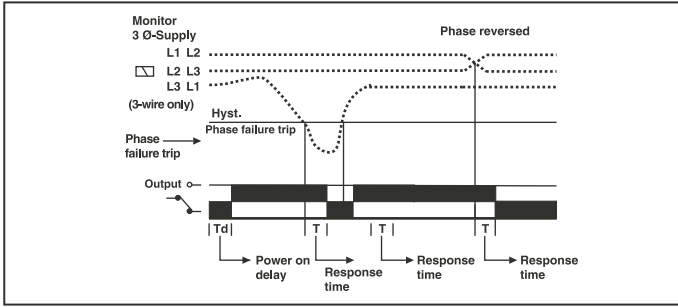 Monitor
3 Ø-Supply
Phase reversed
L1 L2
L2 L3
L3 L1
(3-wire only)
Hyst.
Phase failure trip
Phase
failure trip
Output
Td
T
T
T
Power on
delay
Response
time
Response
time
Response
time